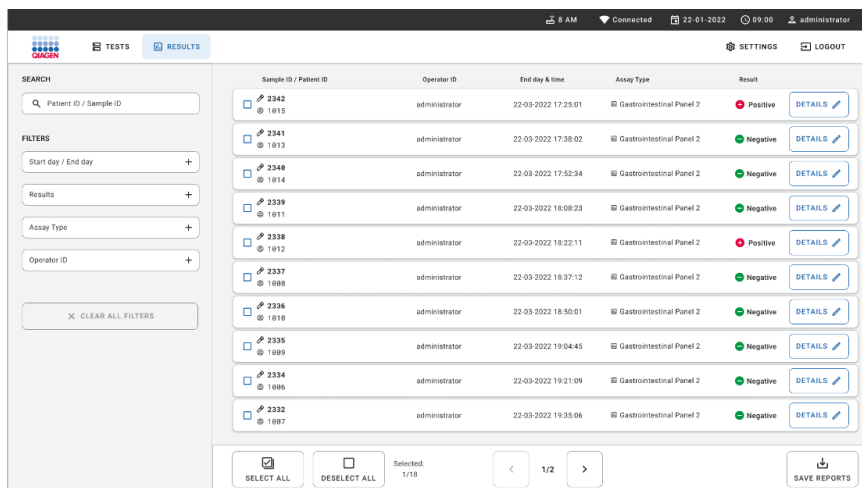 8 AM Connected 22-01-2022 09:00 administrator
QIAGEN TESTS RESULTS SETTINGS LOGOUT
SEARCH
Patient ID / Sample ID
FILTERS
Start day / End day +
Results +
Assay Type +
Operator ID +
CLEAR ALL FILTERS
Sample ID / Patient ID Operator ID End day & time Assay Type Result
2342
1015 administrator 22-03-2022 17:25:01 Gastrointestinal Panel 2 Positive DETAILS
2341
1013 administrator 22-03-2022 17:38:02 Gastrointestinal Panel 2 Negative DETAILS
2340
1014 administrator 22-03-2022 17:52:34 Gastrointestinal Panel 2 Negative DETAILS
2339
1011 administrator 22-03-2022 18:08:23 Gastrointestinal Panel 2 Negative DETAILS
2338
1012 administrator 22-03-2022 18:22:11 Gastrointestinal Panel 2 Positive DETAILS
2337
1008 administrator 22-03-2022 18:37:12 Gastrointestinal Panel 2 Negative DETAILS
2336
1010 administrator 22-03-2022 18:50:01 Gastrointestinal Panel 2 Negative DETAILS
2335
1009 administrator 22-03-2022 19:04:45 Gastrointestinal Panel 2 Negative DETAILS
2334
1006 administrator 22-03-2022 19:21:09 Gastrointestinal Panel 2 Negative DETAILS
2332
1007 administrator 22-03-2022 19:35:06 Gastrointestinal Panel 2 Negative DETAILS
SELECT ALL DESELECT ALL
Selected:
1/18
< 1/2 >
SAVE REPORTS